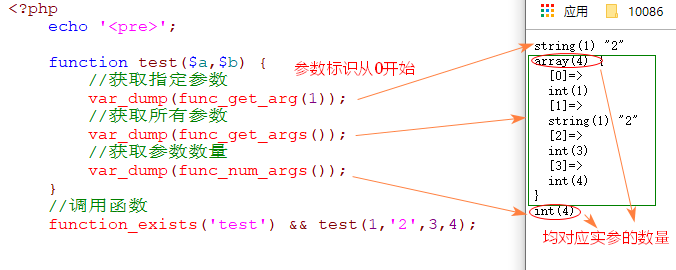 <?php
echo '<pre>';
function test($a,$b) {
参数标识从0开始
//获取指定参数
var_dump(func_get_arg(1));
//获取所有参数
var_dump(func_get_args());
//获取参数数量
var_dump(func_num_args());
}
//调用函数
function_exists('test') && test(1,'2',3,4);
应用 10086
string(1) "2"
array(4) {
[0]=>
int(1)
[1]=>
string(1) "2"
[2]=>
int(3)
[3]=>
int(4)
}
int(4)
均对应实参的数量